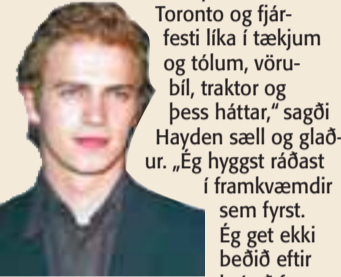 Toronto og fjár-
festi líka í tækjum
og tólum, vöru-
bíl, traktor og
þess háttar,“ sagði
Hayden sæll og glað-
ur. „Ég hyggst ráðast
í framkvæmdir
sem fyrst.
Ég get ekki
beðið eftir